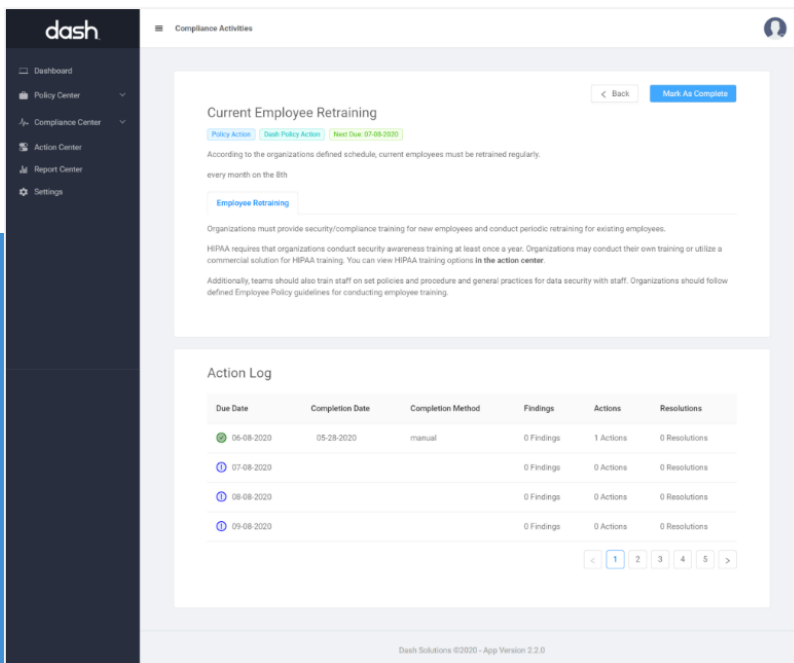 dash
Compliance Activities
Dashboard
Policy Center
Compliance Center
Action Center
Report Center
Settings
Back
Mark As Complete
Current Employee Retraining
Policy Action
Dash Policy Action
Next Due: 07-08-2020
According to the organizations defined schedule, current employees must be retrained regularly.
every month on the 8th
Employee Retraining
Organizations must provide security/compliance training for new employees and conduct periodic retraining for existing employees.
HIPAA requires that organizations conduct security awareness training at least once a year. Organizations may conduct their own training or utilize a
commercial solution for HIPAA training. You can view HIPAA training options in the action center.
Additionally, teams should also train staff on set policies and procedure and general practices for data security with staff. Organizations should follow
defined Employee Policy guidelines for conducting employee training.
Action Log
Due Date Completion Date Completion Method Findings Actions Resolutions
06-08-2020 05-28-2020 manual 0 Findings 1 Actions 0 Resolutions
07-08-2020 0 Findings 0 Actions 0 Resolutions
08-08-2020 0 Findings 0 Actions 0 Resolutions
09-08-2020 0 Findings 0 Actions 0 Resolutions
< 1 2 3 4 5 >
Dash Solutions ©2020 - App Version 2.2.0